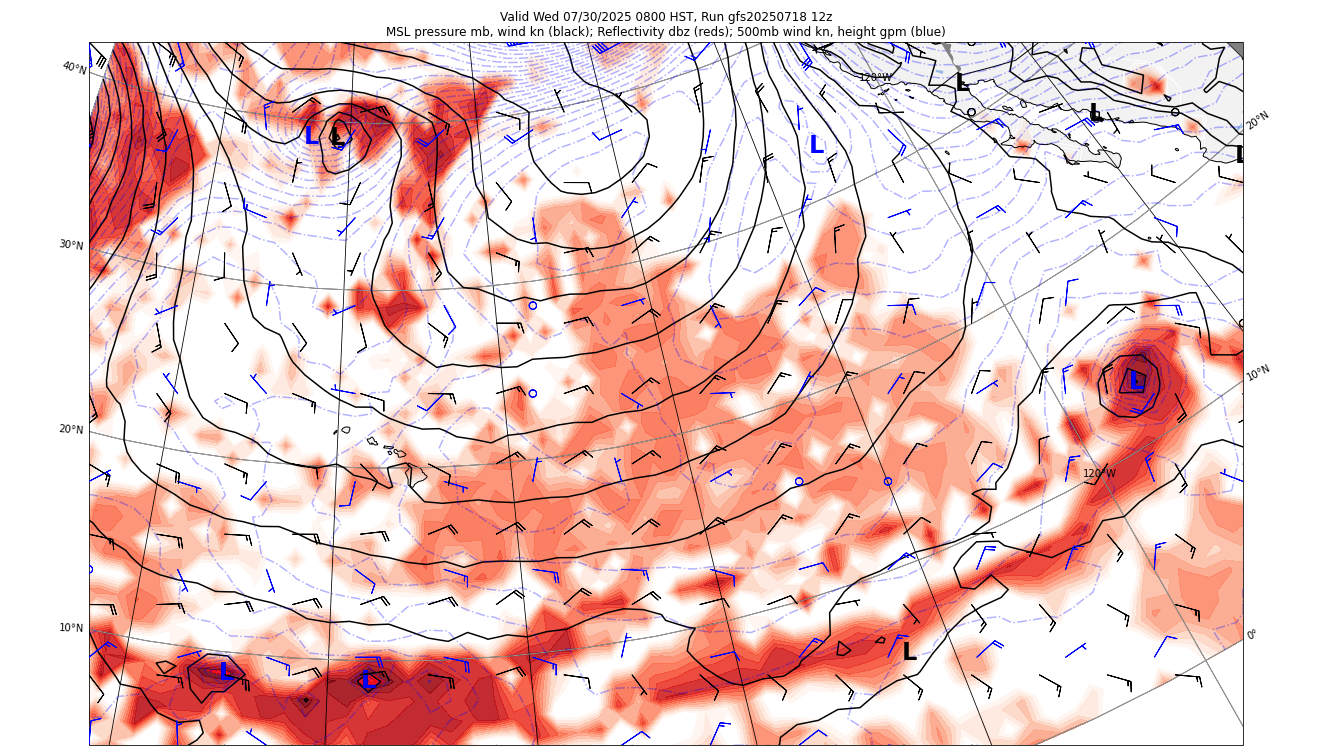 Valid Wed 07/30/2025 0800 HST, Run gfs20250718 12z
MSL pressure mb, wind kn (black); Reflectivity dbz (reds); 500mb wind kn, height gpm (blue)
40°N
120°W
L
L
20°N
L
L
L
L
30°N
L
10°N
20°N
120°W
10°N
0°
L
L
L